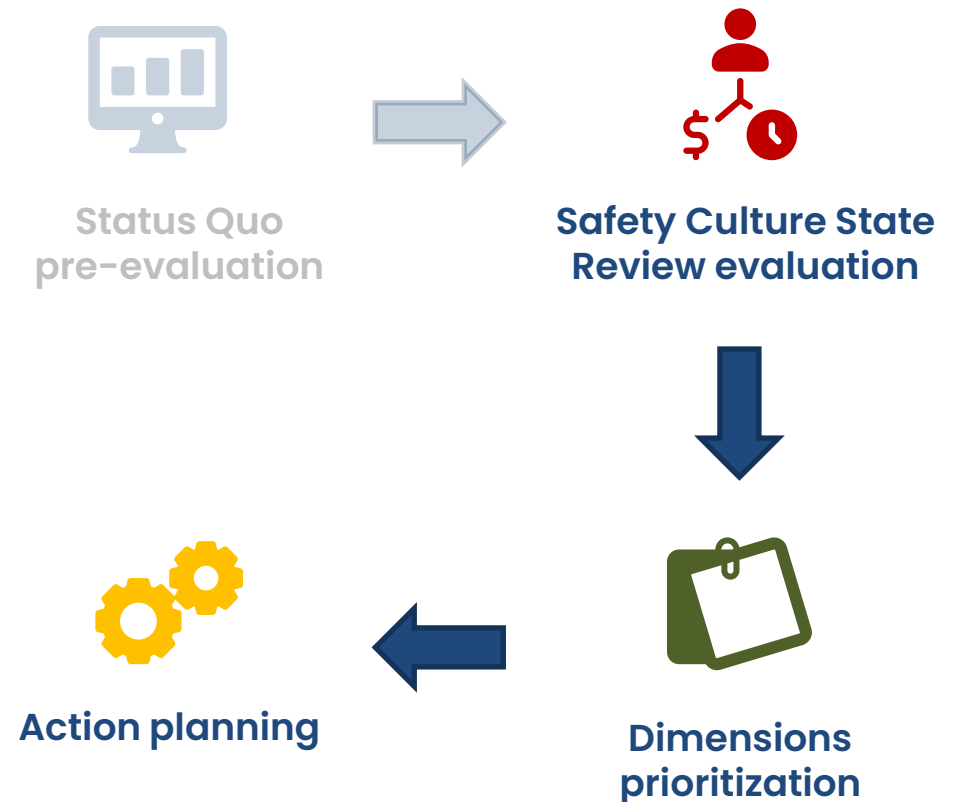 Status Quo
pre-evaluation
Safety Culture State
Review evaluation
$
Action planning
Dimensions
prioritization